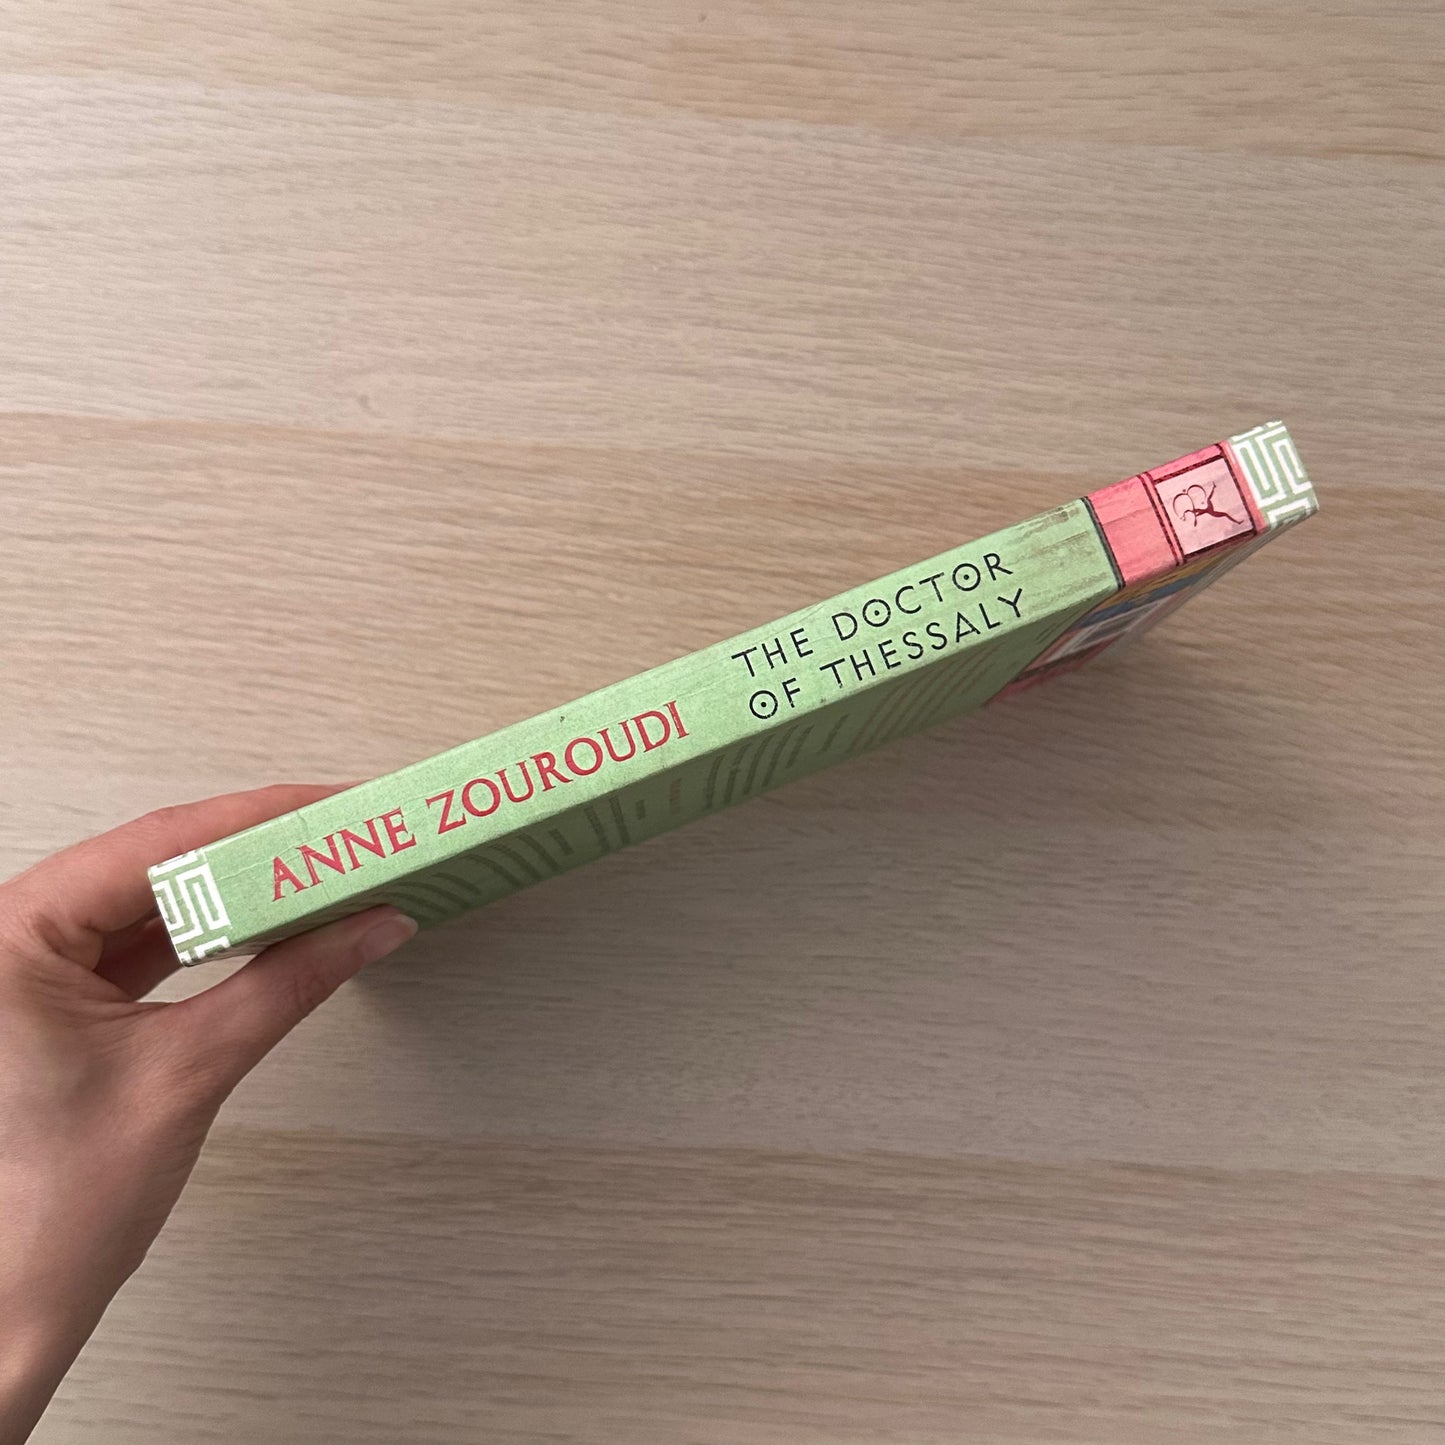 ANNE ZOUROUDI
THE DOCTOR
OF THESSALY